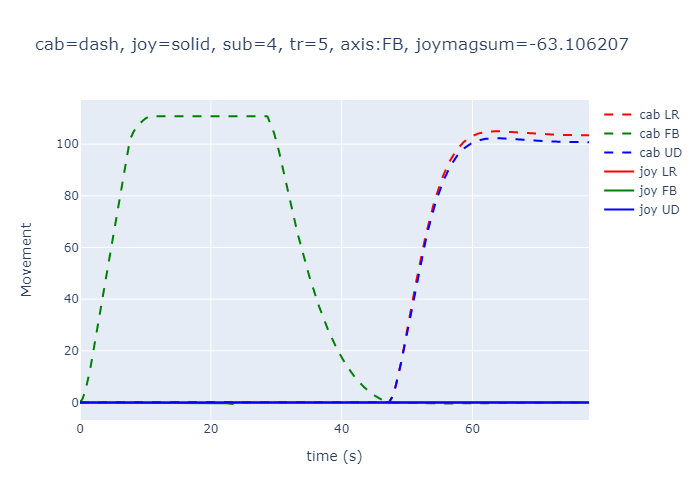 cab=dash, joy=solid, sub=4, tr=5, axis:FB, joymagsum=-63.106207
cab LR
cab FB
cab UD
joy LR
joy FB
joy UD
Movement
100
80
60
40
20
0
0
20
40
60
time (s)